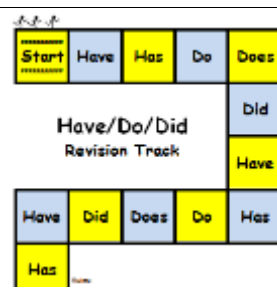 Start Have Has Do Does
Did
Have/Do/Did
Revision Track
Have
Have Did Does Do Has
Has